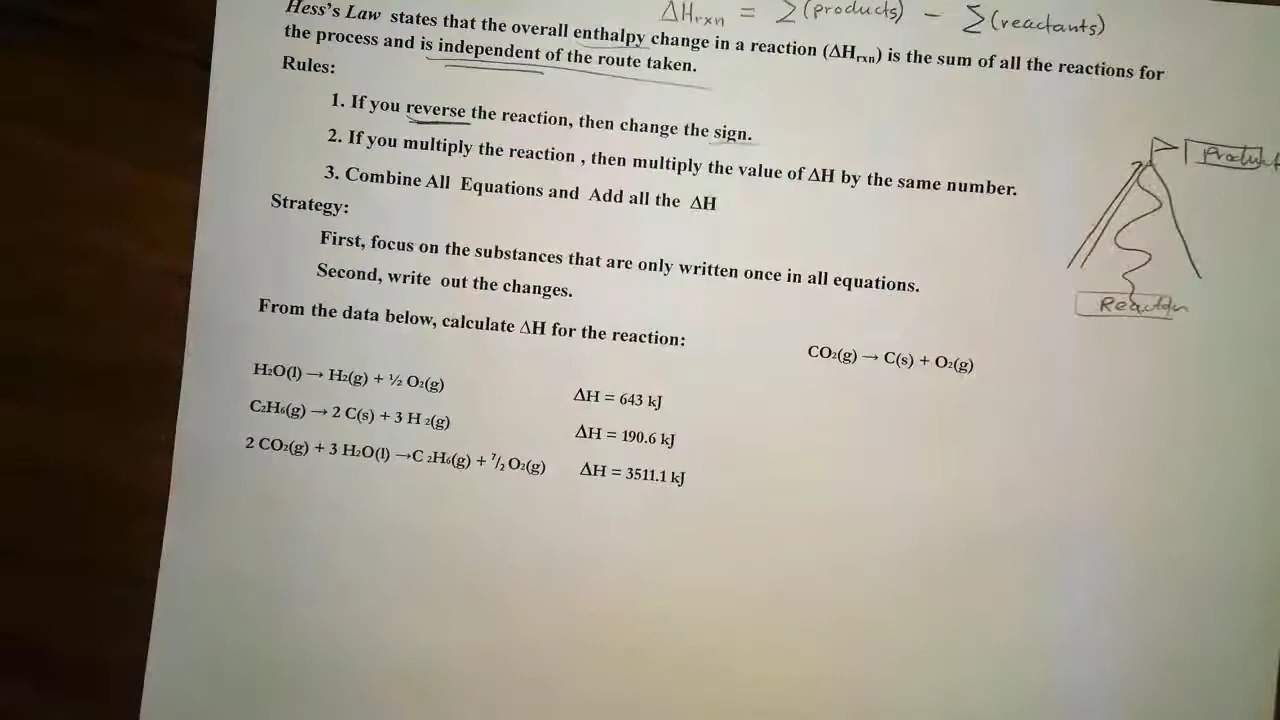 ΔHrxn = Σ(products) - Σ(reactants)
Hess's Law states that the overall enthalpy change in a reaction (ΔHrxn) is the sum of all the reactions for
the process and is independent of the route taken.
Rules:
1. If you reverse the reaction, then change the sign.
2. If you multiply the reaction , then multiply the value of ΔH by the same number.
3. Combine All Equations and Add all the ΔH
Product
Strategy:
First, focus on the substances that are only written once in all equations.
Second, write out the changes.
Reaction
From the data below, calculate ΔH for the reaction:
CO₂(g) → C(s) + O₂(g)
H₂O(l) → H₂(g) + ½ O₂(g) ΔH = 643 kJ
C₂H₆(g) → 2 C(s) + 3 H ₂(g) ΔH = 190.6 kJ
2 CO₂(g) + 3 H₂O(l) →C ₂H₆(g) + ⁷/₂ O₂(g) ΔH = 3511.1 kJ